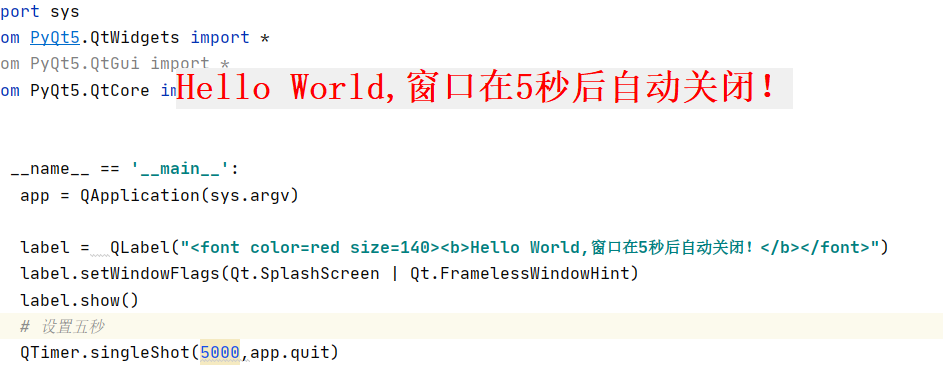 port sys
om PyQt5.QtWidgets import *
om PyQt5.QtGui import *
om PyQt5.QtCore im
Hello World,窗口在5秒后自动关闭!
__name__ == '__main__':
app = QApplication(sys.argv)
label =  QLabel("<font color=red size=140><b>Hello World,窗口在5秒后自动关闭!</b></font>")
label.setWindowFlags(Qt.SplashScreen | Qt.FramelessWindowHint)
label.show()
# 设置五秒
QTimer.singleShot(5000,app.quit)